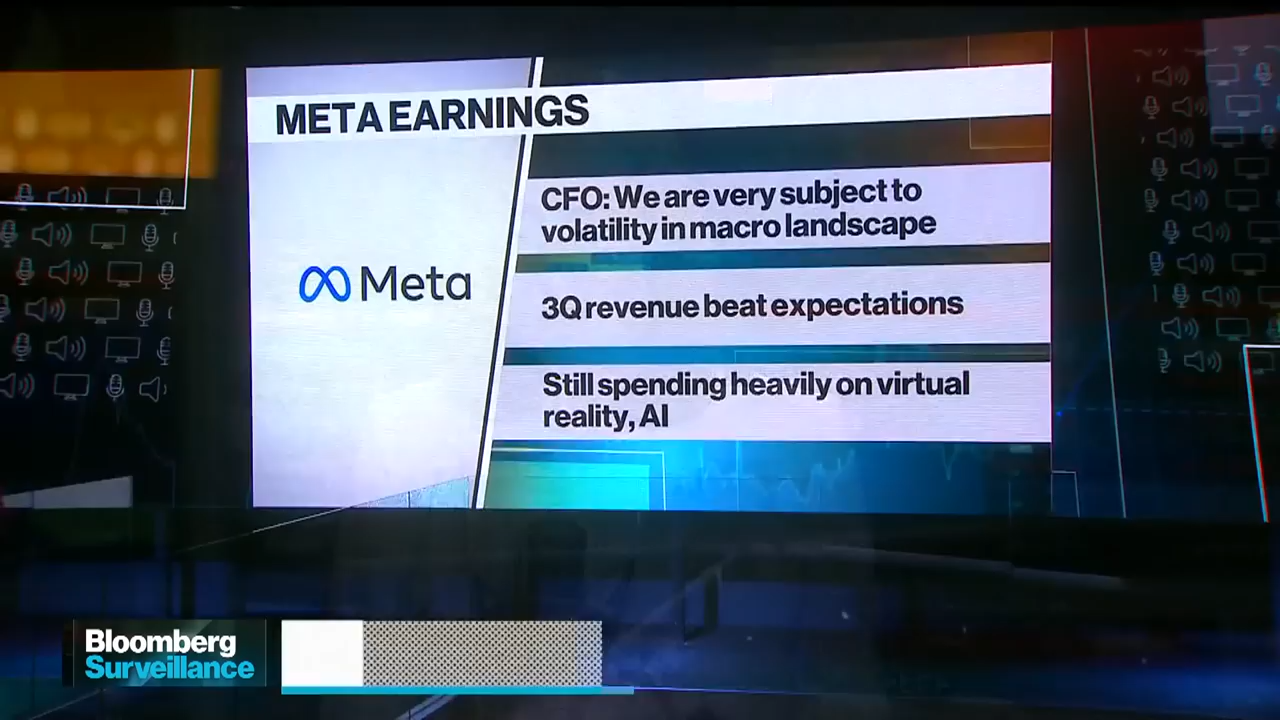 META EARNINGS
CFO: We are very subject to
volatility in macro landscape
Meta
3Q revenue beat expectations
Still spending heavily on virtual
reality, AI
Bloomberg
Surveillance